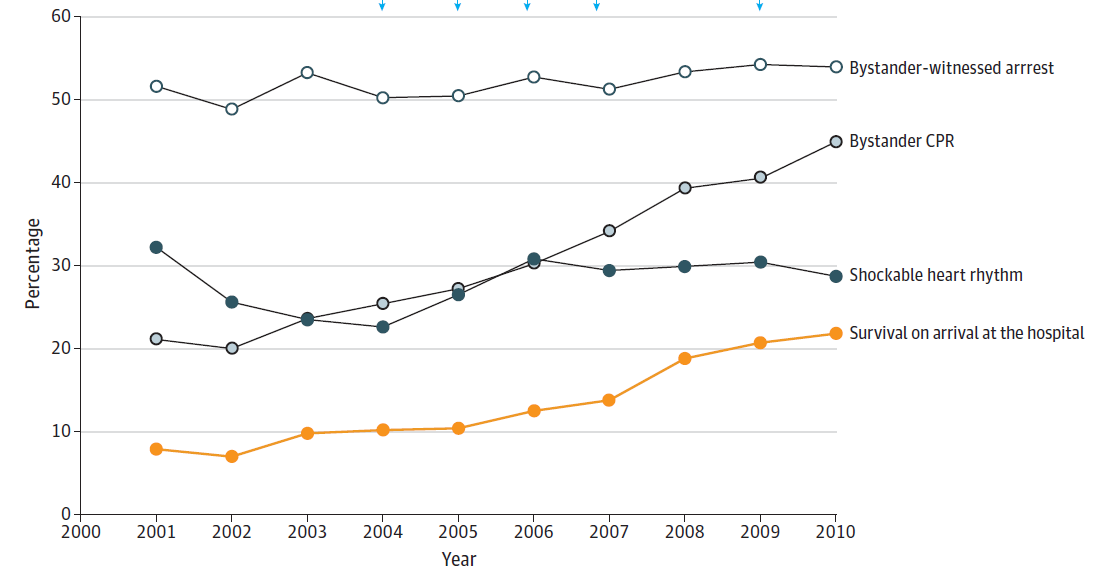 60
50
40
30
20
10
0
Percentage
Bystander-witnessed arrrest
Bystander CPR
Shockable heart rhythm
Survival on arrival at the hospital
2000 2001 2002 2003 2004 2005 2006 2007 2008 2009 2010
Year